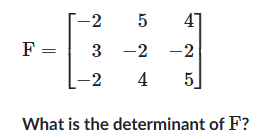 -2 5 4
F = 3 -2 -2
-2 4 5
What is the determinant of F?